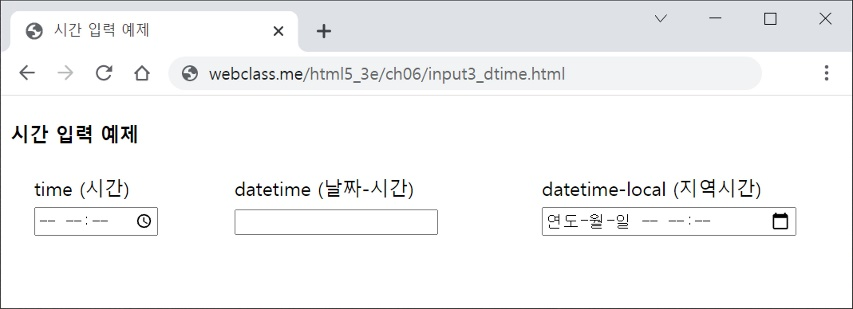 시간 입력 예제
webclass.me/html5_3e/ch06/input3_dtime.html
시간 입력 예제
time (시간) datetime (날짜-시간) datetime-local (지역시간)
-- --:-- 연도-월-일 -- --:--